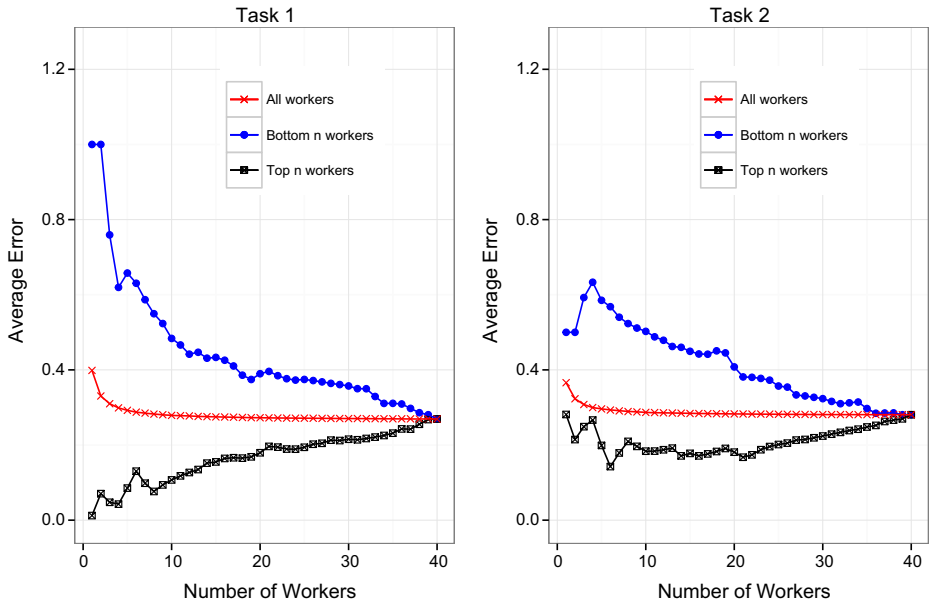 Task 1
Average Error
1.2
0.8
0.4
0.0
All workers
Bottom n workers
Top n workers
0
10
20
30
40
Number of Workers
Task 2
Average Error
1.2
0.8
0.4
0.0
All workers
Bottom n workers
Top n workers
0
10
20
30
40
Number of Workers